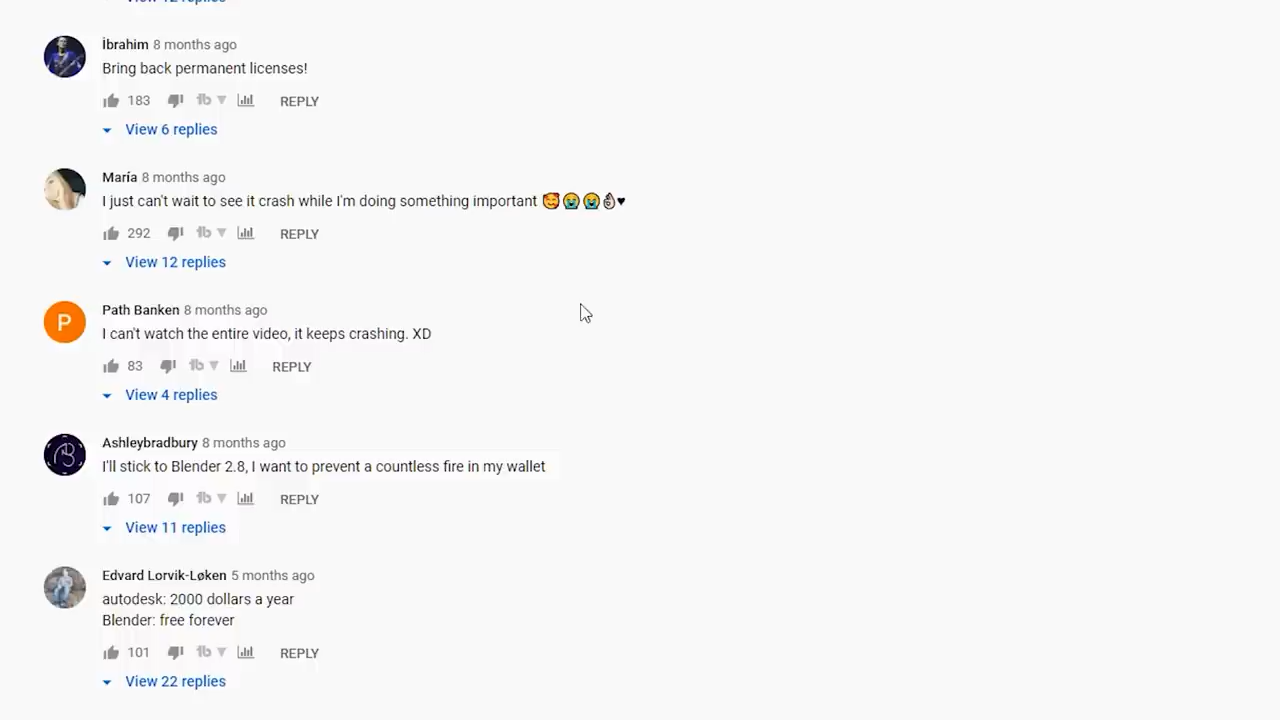 İbrahim 8 months ago
Bring back permanent licenses!
183 REPLY
View 6 replies
María 8 months ago
I just can't wait to see it crash while I'm doing something important 🥰😭😭👌♥
292 REPLY
View 12 replies
P
Path Banken 8 months ago
I can't watch the entire video, it keeps crashing. XD
83 REPLY
View 4 replies
Ashleybradbury 8 months ago
I'll stick to Blender 2.8, I want to prevent a countless fire in my wallet
107 REPLY
View 11 replies
Edvard Lorvik-Løken 5 months ago
autodesk: 2000 dollars a year
Blender: free forever
101 REPLY
View 22 replies